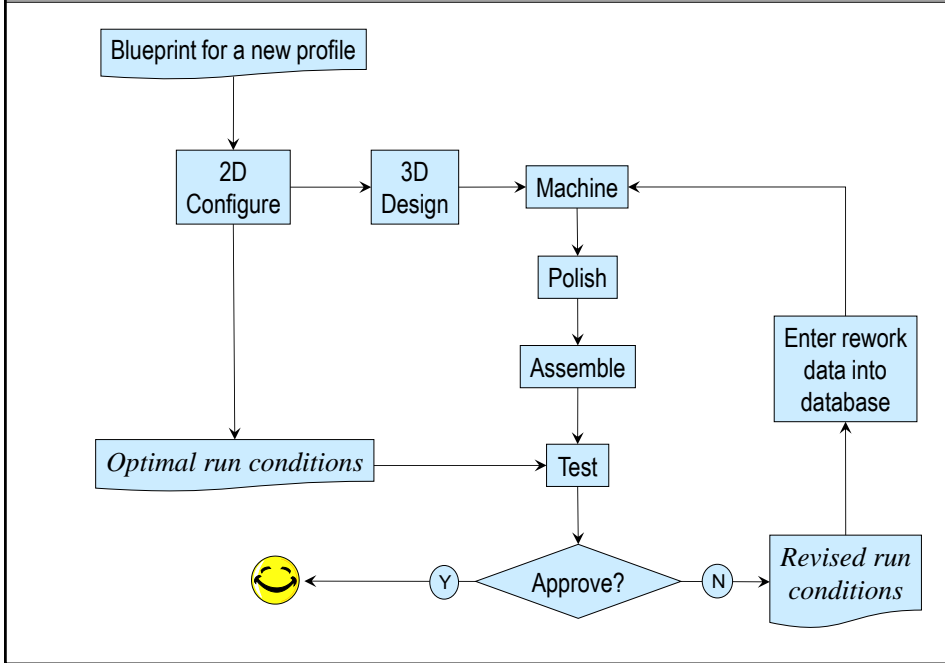 Blueprint for a new profile
2D
Configure
3D
Design
Machine
Polish
Assemble
Enter rework
data into
database
Optimal run conditions
Test
Y
Approve?
N
Revised run
conditions